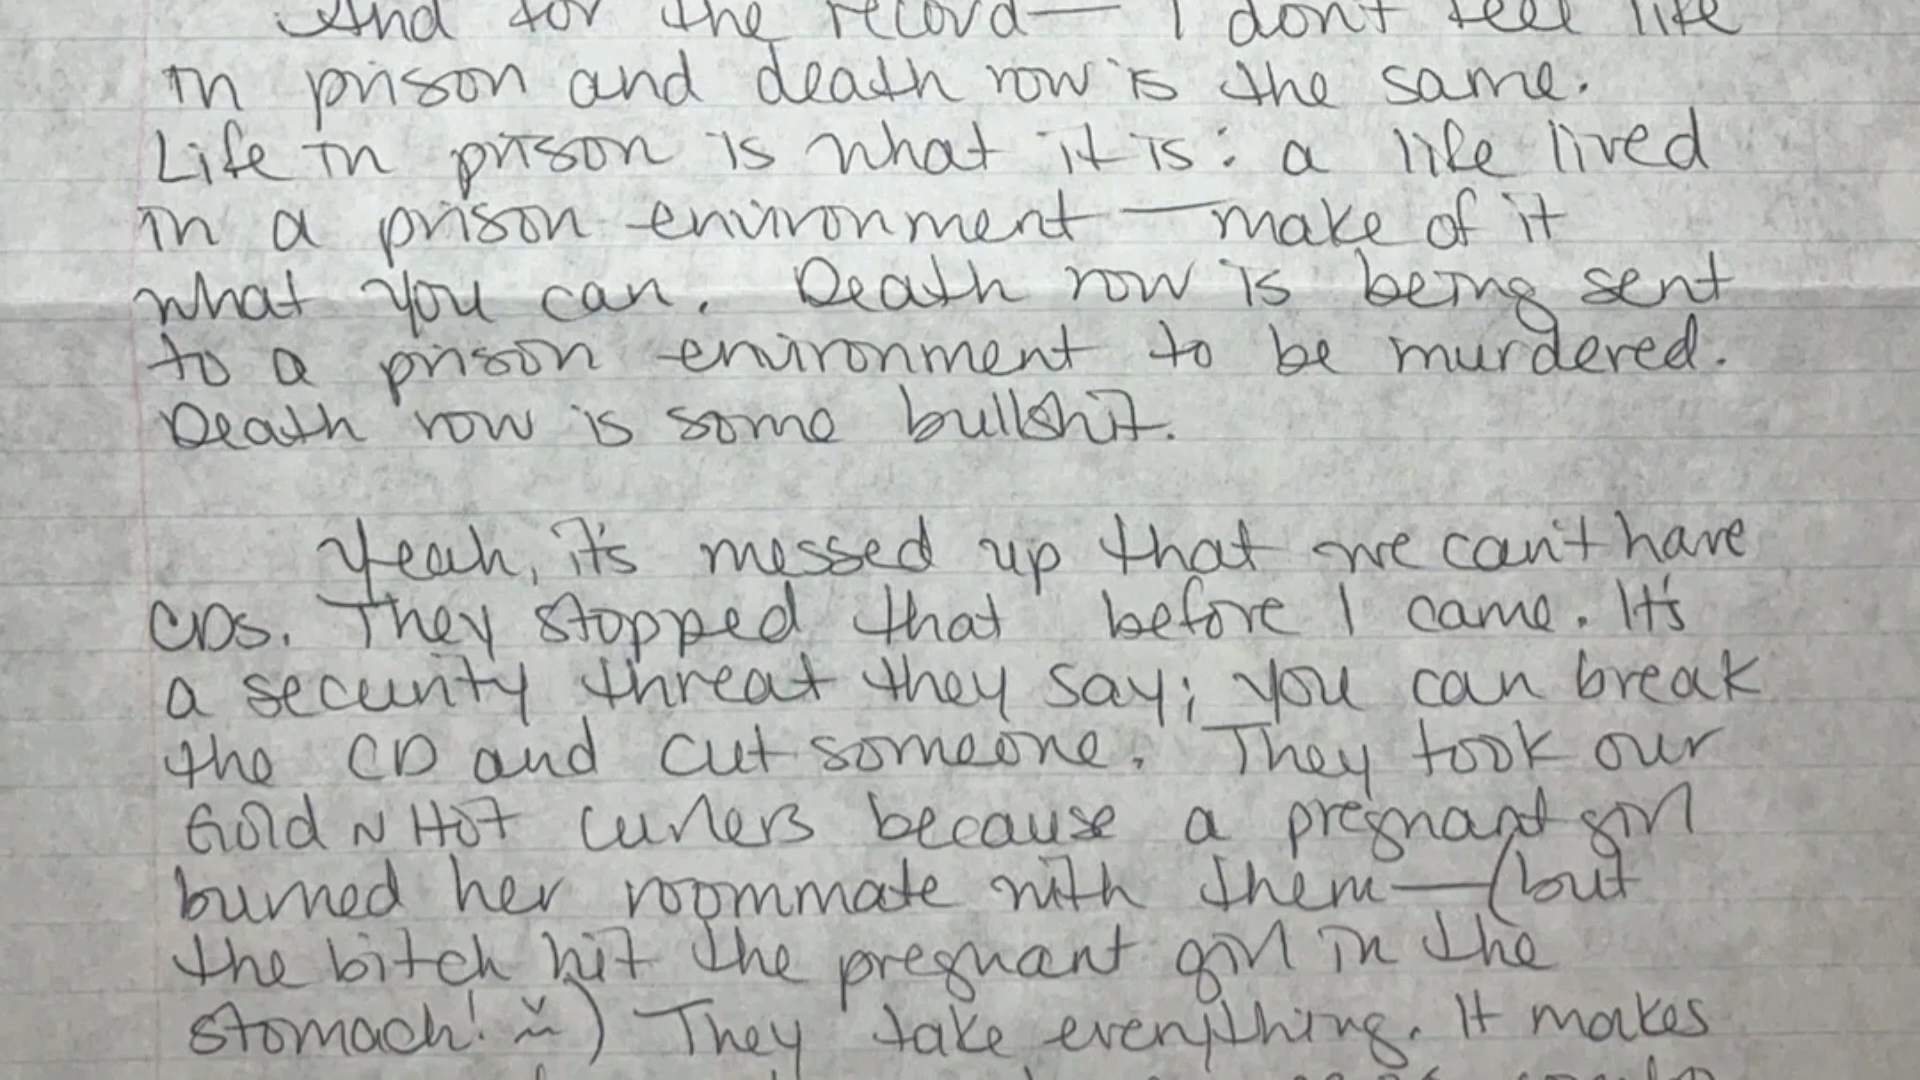 And for the record— I don't feel life
in prison and death row is the same.
Life in prison is what it is: a life lived
in a prison environment—make of it
what you can. Death row is being sent
to a prison environment to be murdered.
Death row is some bullshit.
Yeah, it's messed up that we can't have
CDs. They stopped that before I came. It's
a security threat they say; you can break
the CD and cut someone. They took our
Gold N Hot curlers because a pregnant girl
burned her roommate with them—(but
the bitch hit the pregnant girl in the
stomach! ) They take everything. It makes